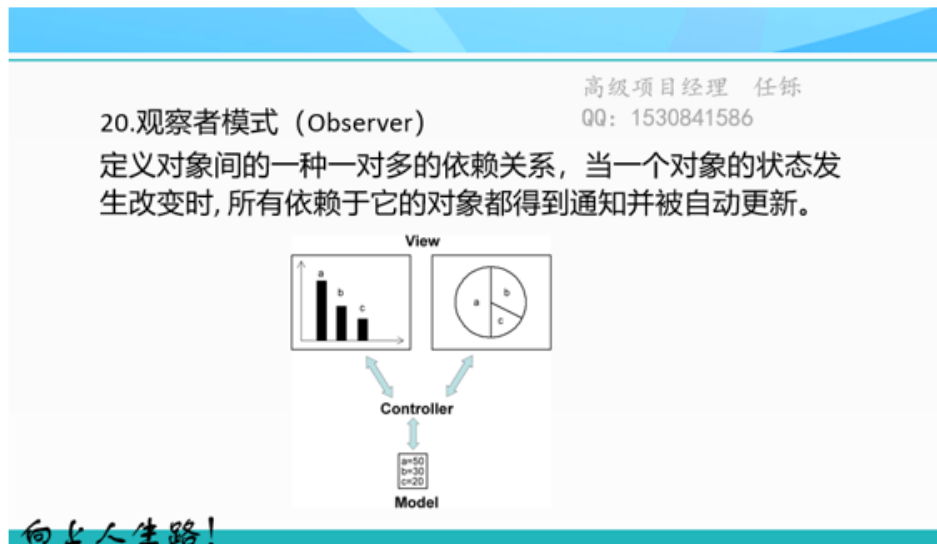 高级项目经理 任铄
QQ: 1530841586
20.观察者模式（Observer）
定义对象间的一种一对多的依赖关系，当一个对象的状态发
生改变时, 所有依赖于它的对象都得到通知并被自动更新。
View
a
b
c
a
b
c
Controller
a=50
b=30
c=20
Model
向上人生路!